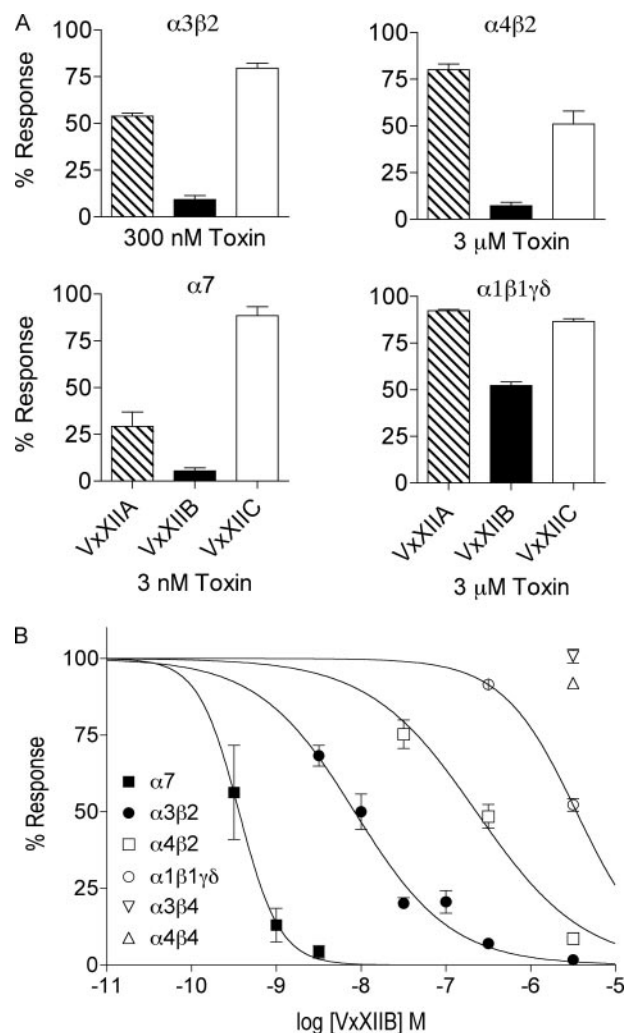 A
α3β2
α4β2
% Response
100
75
50
25
0
300 nM Toxin
100
75
50
25
0
3 μM Toxin
α7
α1β1γδ
% Response
100
75
50
25
0
VxXIIA
VxXIIB
VxXIIC
3 nM Toxin
100
75
50
25
0
VxXIIA
VxXIIB
VxXIIC
3 μM Toxin
B
% Response
100
75
50
25
0
α7
α3β2
α4β2
α1β1γδ
α3β4
α4β4
-11 -10 -9 -8 -7 -6 -5
log [VxXIIB] M